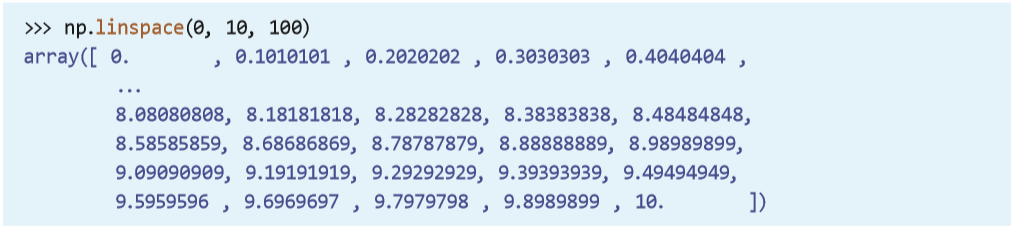 >>> np.linspace(0, 10, 100)
array([ 0.        , 0.1010101 , 0.2020202 , 0.3030303 , 0.4040404 ,
...
8.08080808, 8.18181818, 8.28282828, 8.38383838, 8.48484848,
8.58585859, 8.68686869, 8.78787879, 8.88888889, 8.98989899,
9.09090909, 9.19191919, 9.29292929, 9.39393939, 9.49494949,
9.5959596 , 9.6969697 , 9.7979798 , 9.8989899 , 10.        ])